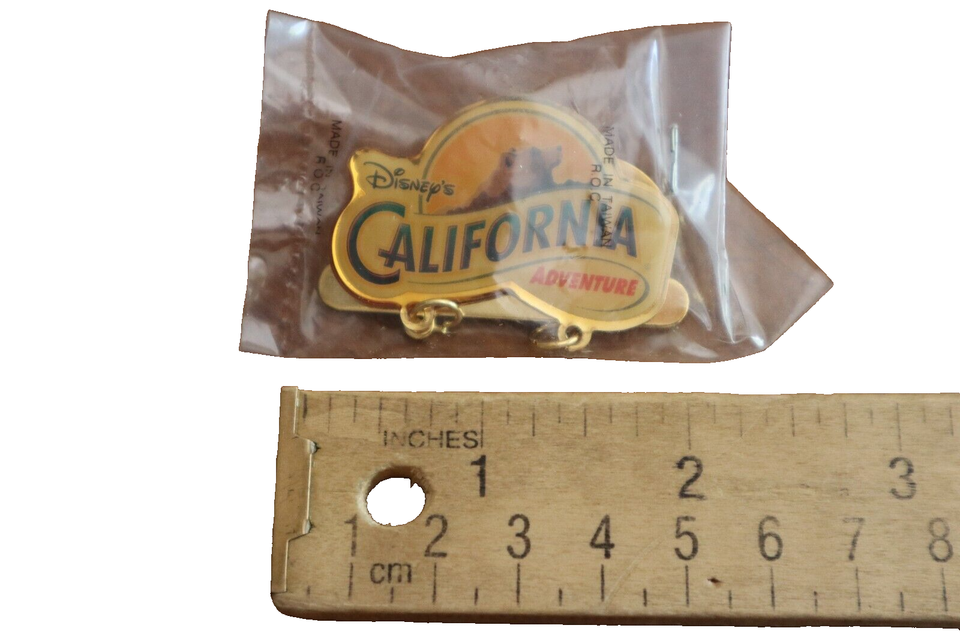 MADE IN TAIWAN
R.O.C.
MADE IN TAIWAN
R.O.C.
DISNEY'S
CALIFORNIA
ADVENTURE
INCHES
1 2 3
1 2 3 4 5 6 7 8
cm